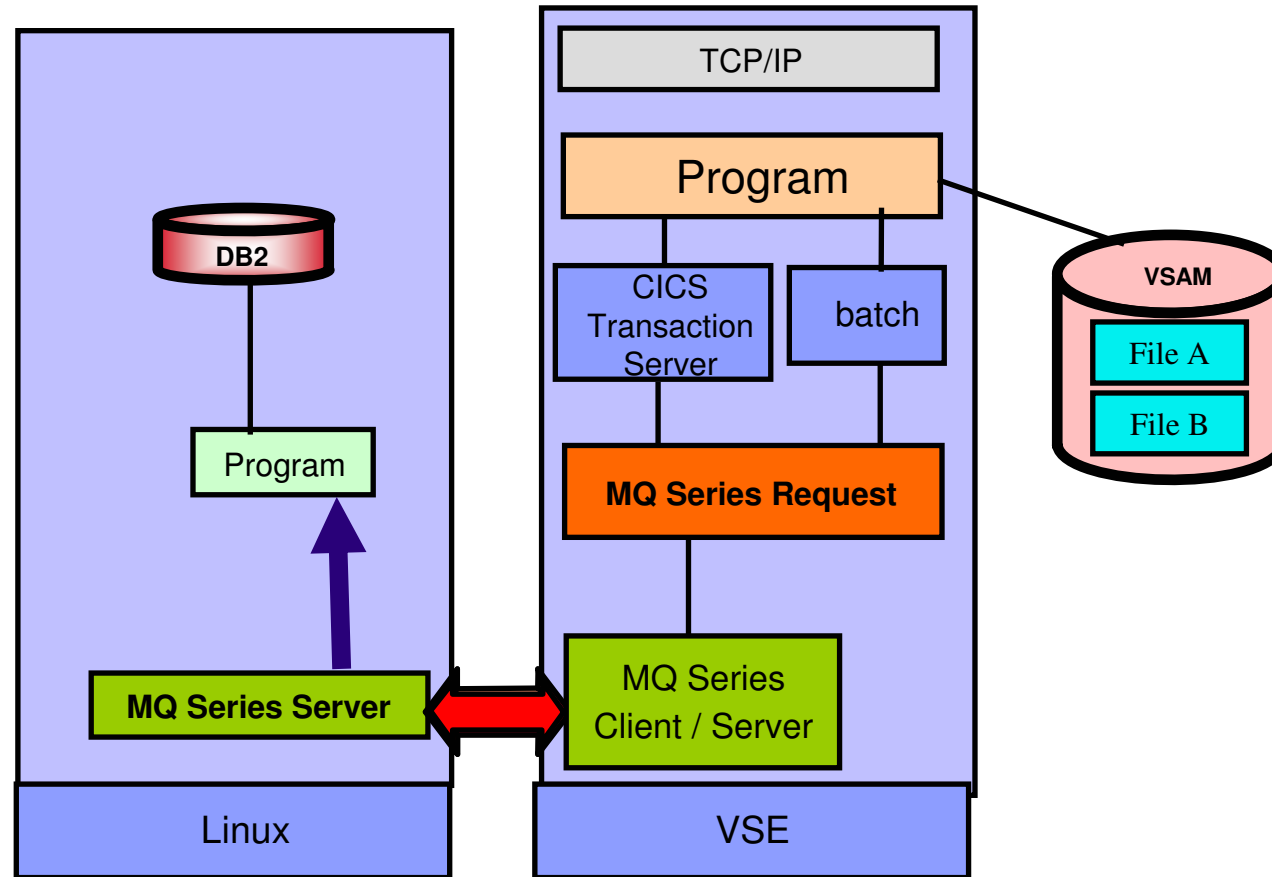 TCP/IP
Program
DB2
CICS
Transaction
Server
batch
VSAM
File A
File B
Program
MQ Series Request
MQ Series Server
MQ Series
Client / Server
Linux
VSE